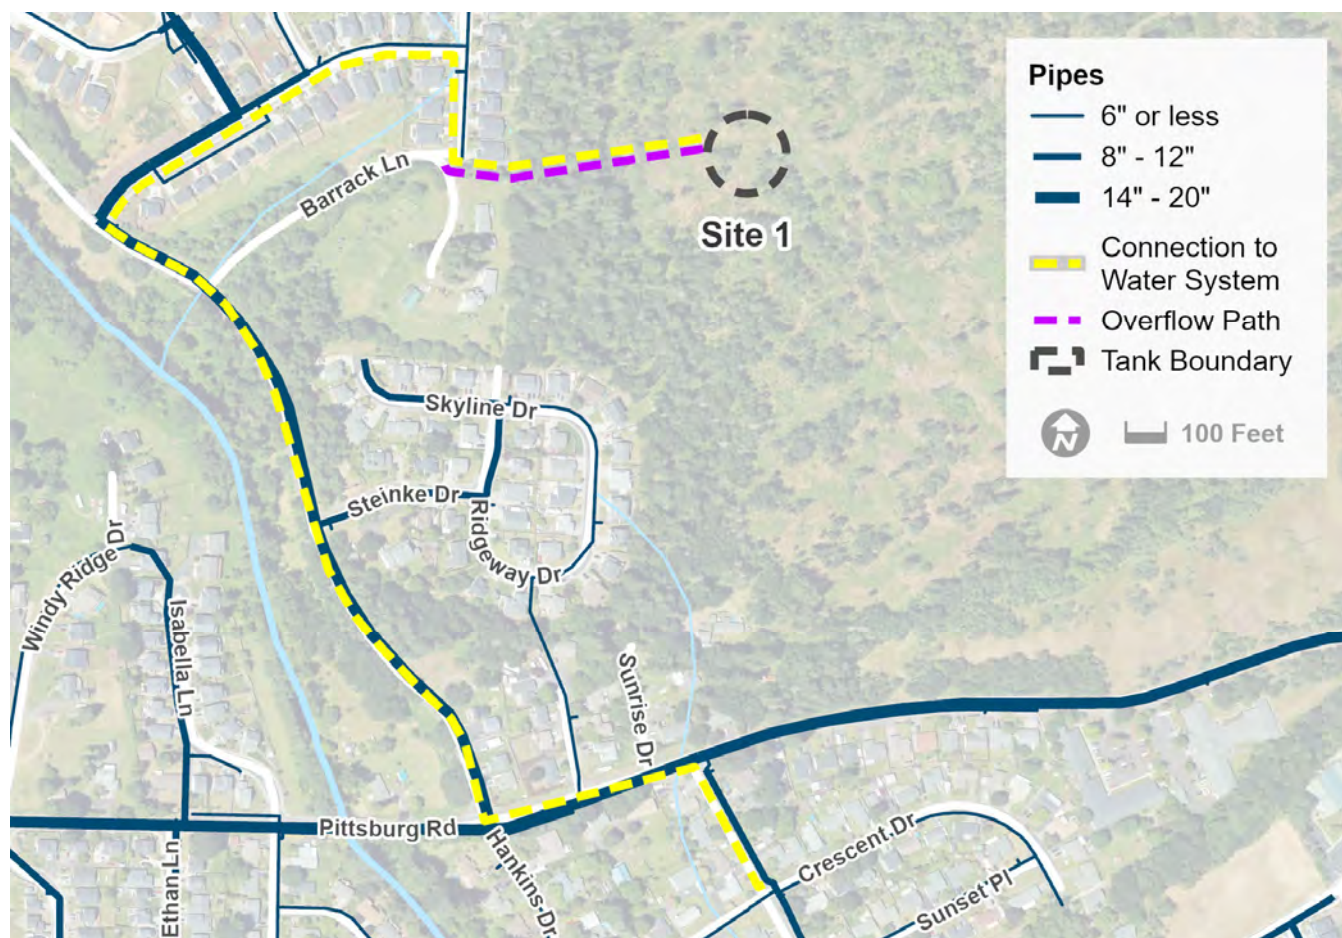 Pipes
6" or less
8" - 12"
14" - 20"
Connection to
Water System
Overflow Path
Tank Boundary
N
100 Feet
Barrack Ln
Site 1
Skyline Dr
Steinke Dr
Ridgeway Dr
Windy Ridge Dr
Isabella Ln
Sunrise Dr
Pittsburg Rd
Ethan Ln
Hankins Dr
Crescent Dr
Sunset Pl